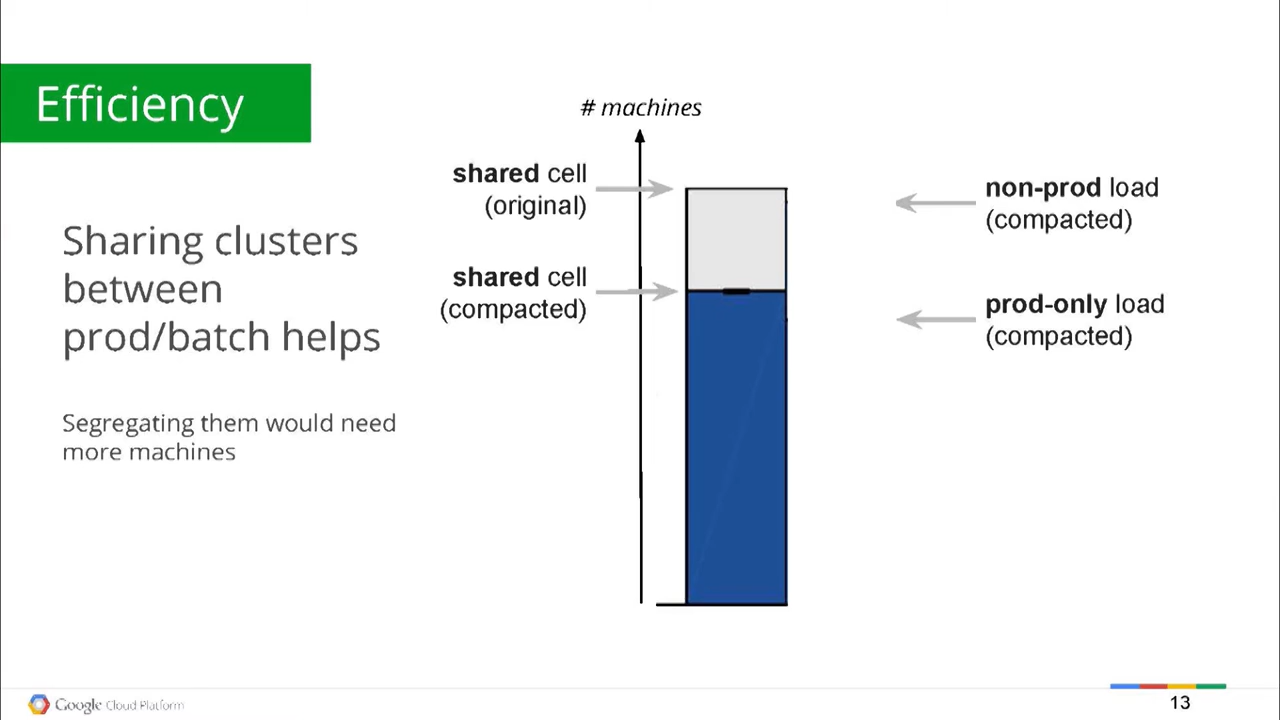 Efficiency
Sharing clusters
between
prod/batch helps
Segregating them would need
more machines
# machines
shared cell
(original)
shared cell
(compacted)
non-prod load
(compacted)
prod-only load
(compacted)
Google Cloud Platform
13